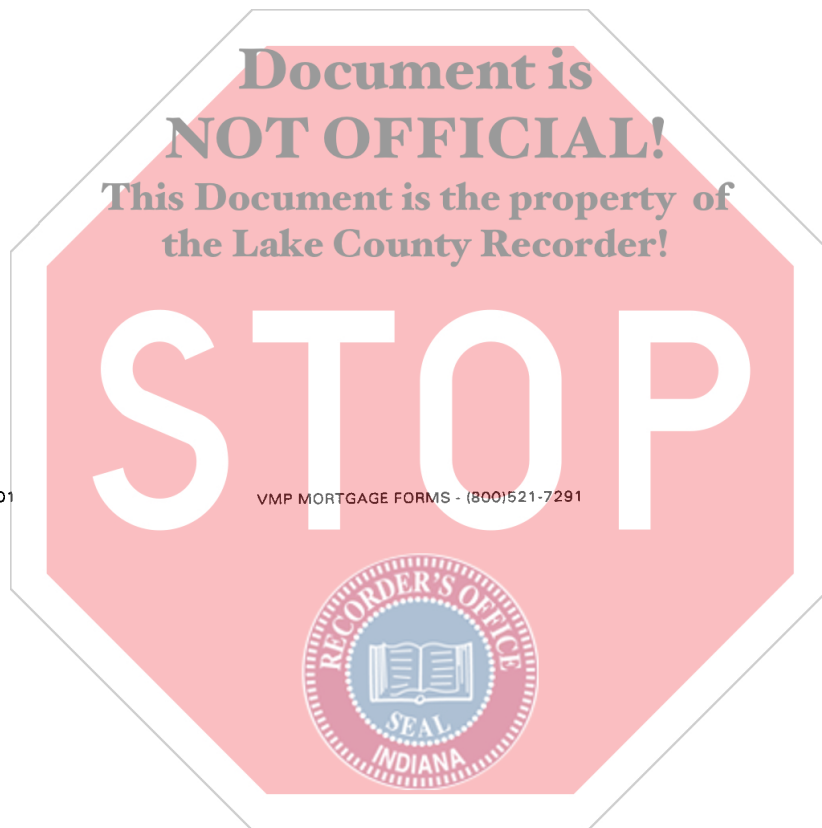 Document is
NOT OFFICIAL!
This Document is the property of
the Lake County Recorder!
STOP
01
VMP MORTGAGE FORMS - (800)521-7291
RECORDER'S OFFICE
SEAL
INDIANA